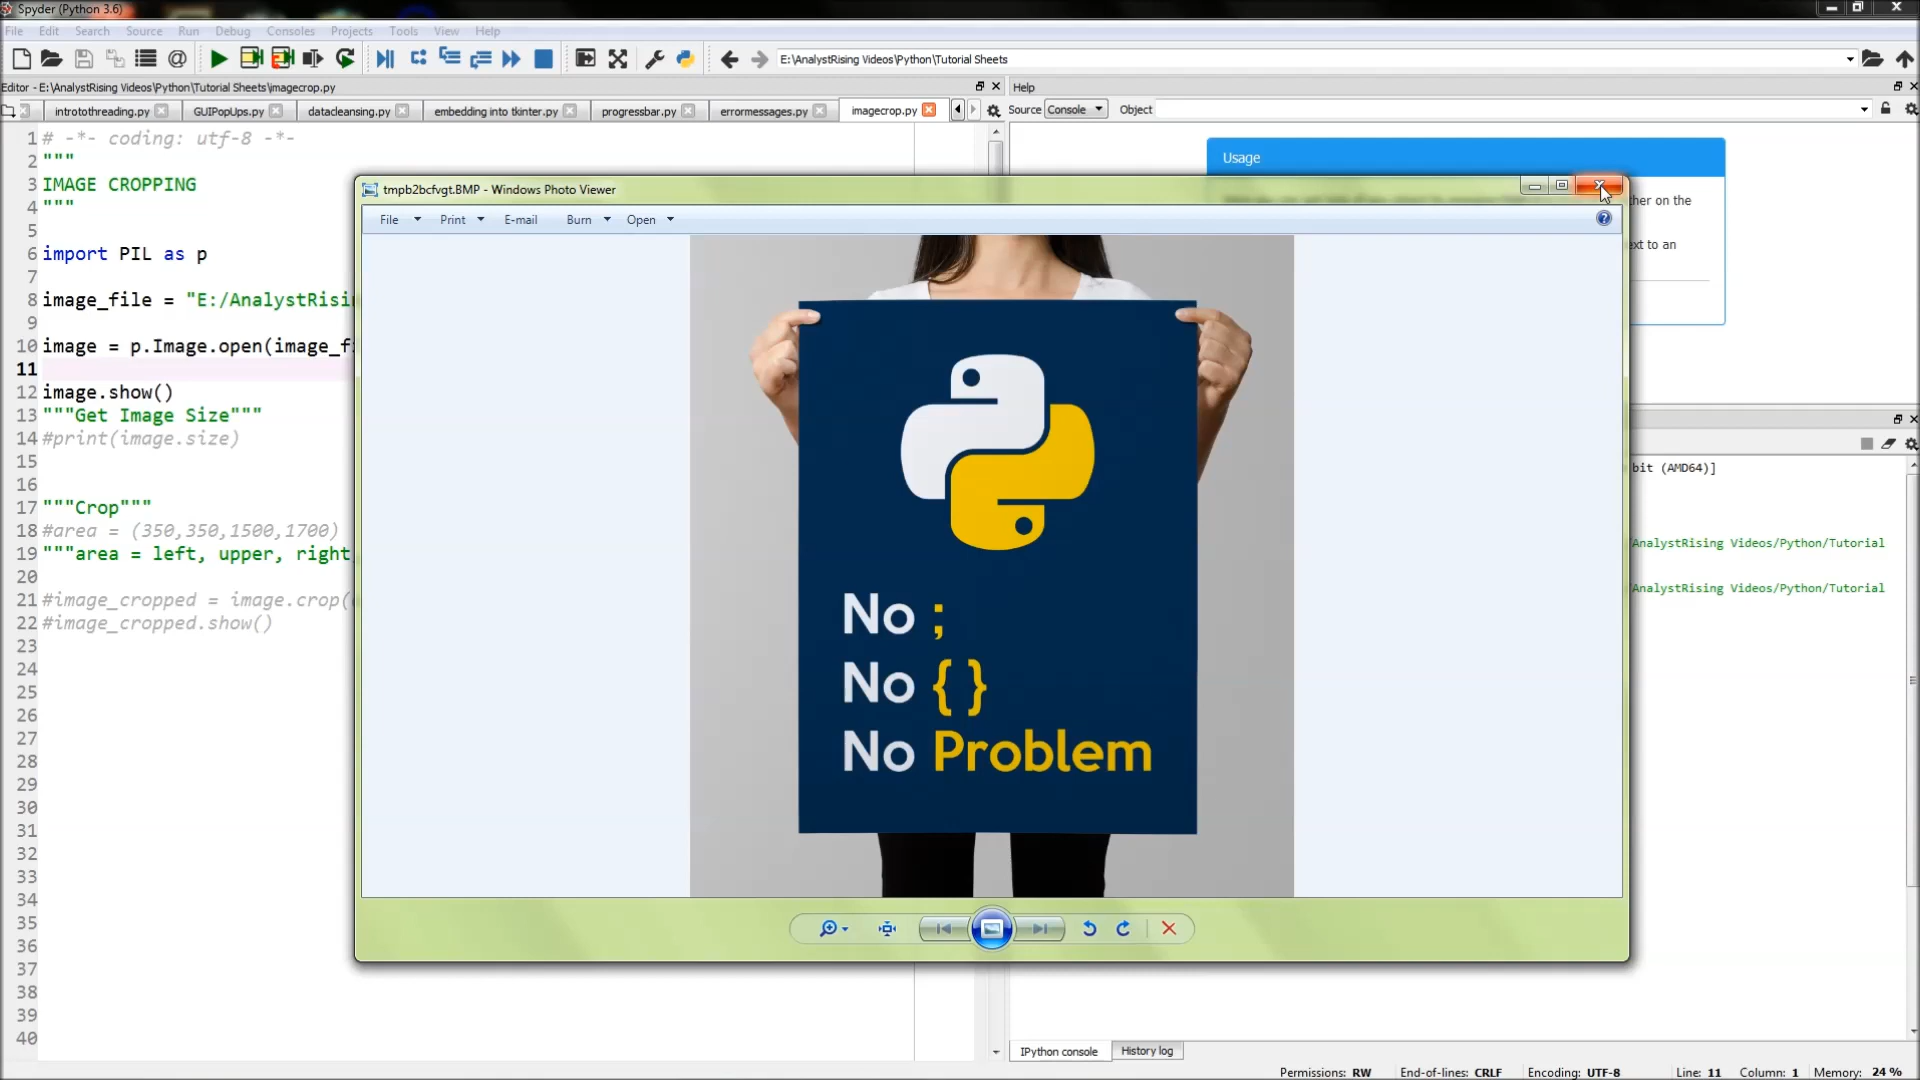 Spyder (Python 3.6)
File Edit Search Source Run Debug Consoles Projects Tools View Help
E:\AnalystRising Videos\Python\Tutorial Sheets
Editor - E:\AnalystRising Videos\Python\Tutorial Sheets\imagecrop.py
Help
introtothreading.py GUIPopUps.py datacleansing.py embedding into tkinter.py progressbar.py errormessages.py imagecrop.py
Source Console Object
1 # -*- coding: utf-8 -*-
2 """
3 IMAGE CROPPING
4 """
5
6 import PIL as p
7
8 image_file = "E:/AnalystRisin
9
10 image = p.Image.open(image_f
11
12 image.show()
13 """Get Image Size"""
14 #print(image.size)
15
16
17 """Crop"""
18 #area = (350,350,1500,1700)
19 """area = left, upper, right
20
21 #image_cropped = image.crop(
22 #image_cropped.show()
23
24
25
26
27
28
29
30
31
32
33
34
35
36
37
38
39
40
Usage
ther on the
ext to an
tmpb2bcfvgt.BMP - Windows Photo Viewer
File Print E-mail Burn Open
No ;
No { }
No Problem
bit (AMD64)]
AnalystRising Videos/Python/Tutorial
AnalystRising Videos/Python/Tutorial
IPython console History log
Permissions: RW End-of-lines: CRLF Encoding: UTF-8 Line: 11 Column: 1 Memory: 24 %